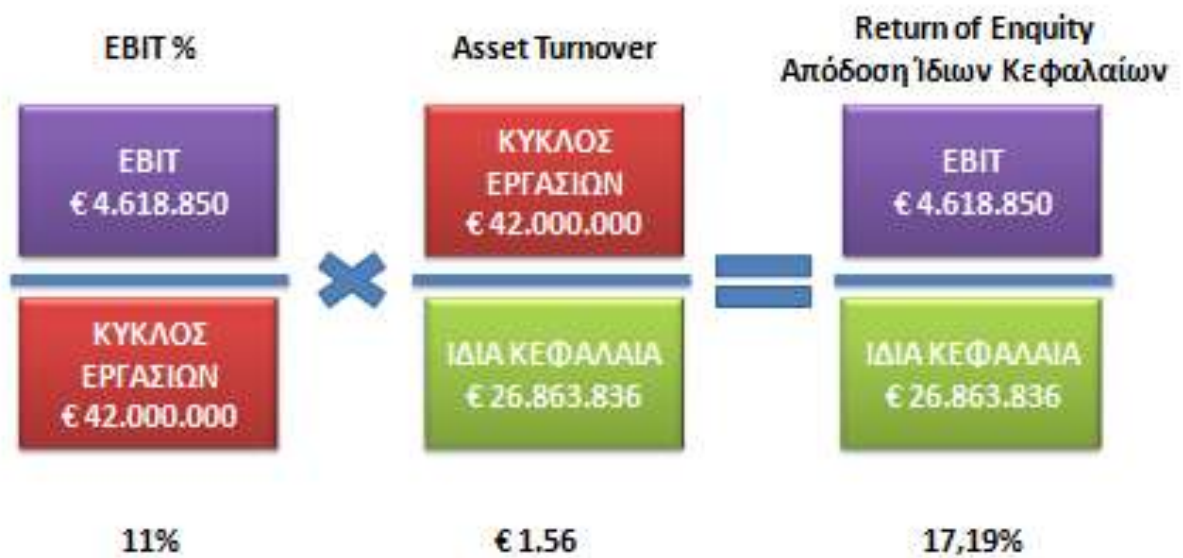 EBIT %
EBIT
€ 4.618.850
ΚΥΚΛΟΣ
ΕΡΓΑΣΙΩΝ
€ 42.000.000
11%
Asset Turnover
ΚΥΚΛΟΣ
ΕΡΓΑΣΙΩΝ
€ 42.000.000
ΙΔΙΑ ΚΕΦΑΛΑΙΑ
€ 26.863.836
€ 1.56
Return of Enquity
Απόδοση Ίδιων Κεφαλαίων
EBIT
€ 4.618.850
ΙΔΙΑ ΚΕΦΑΛΑΙΑ
€ 26.863.836
17,19%